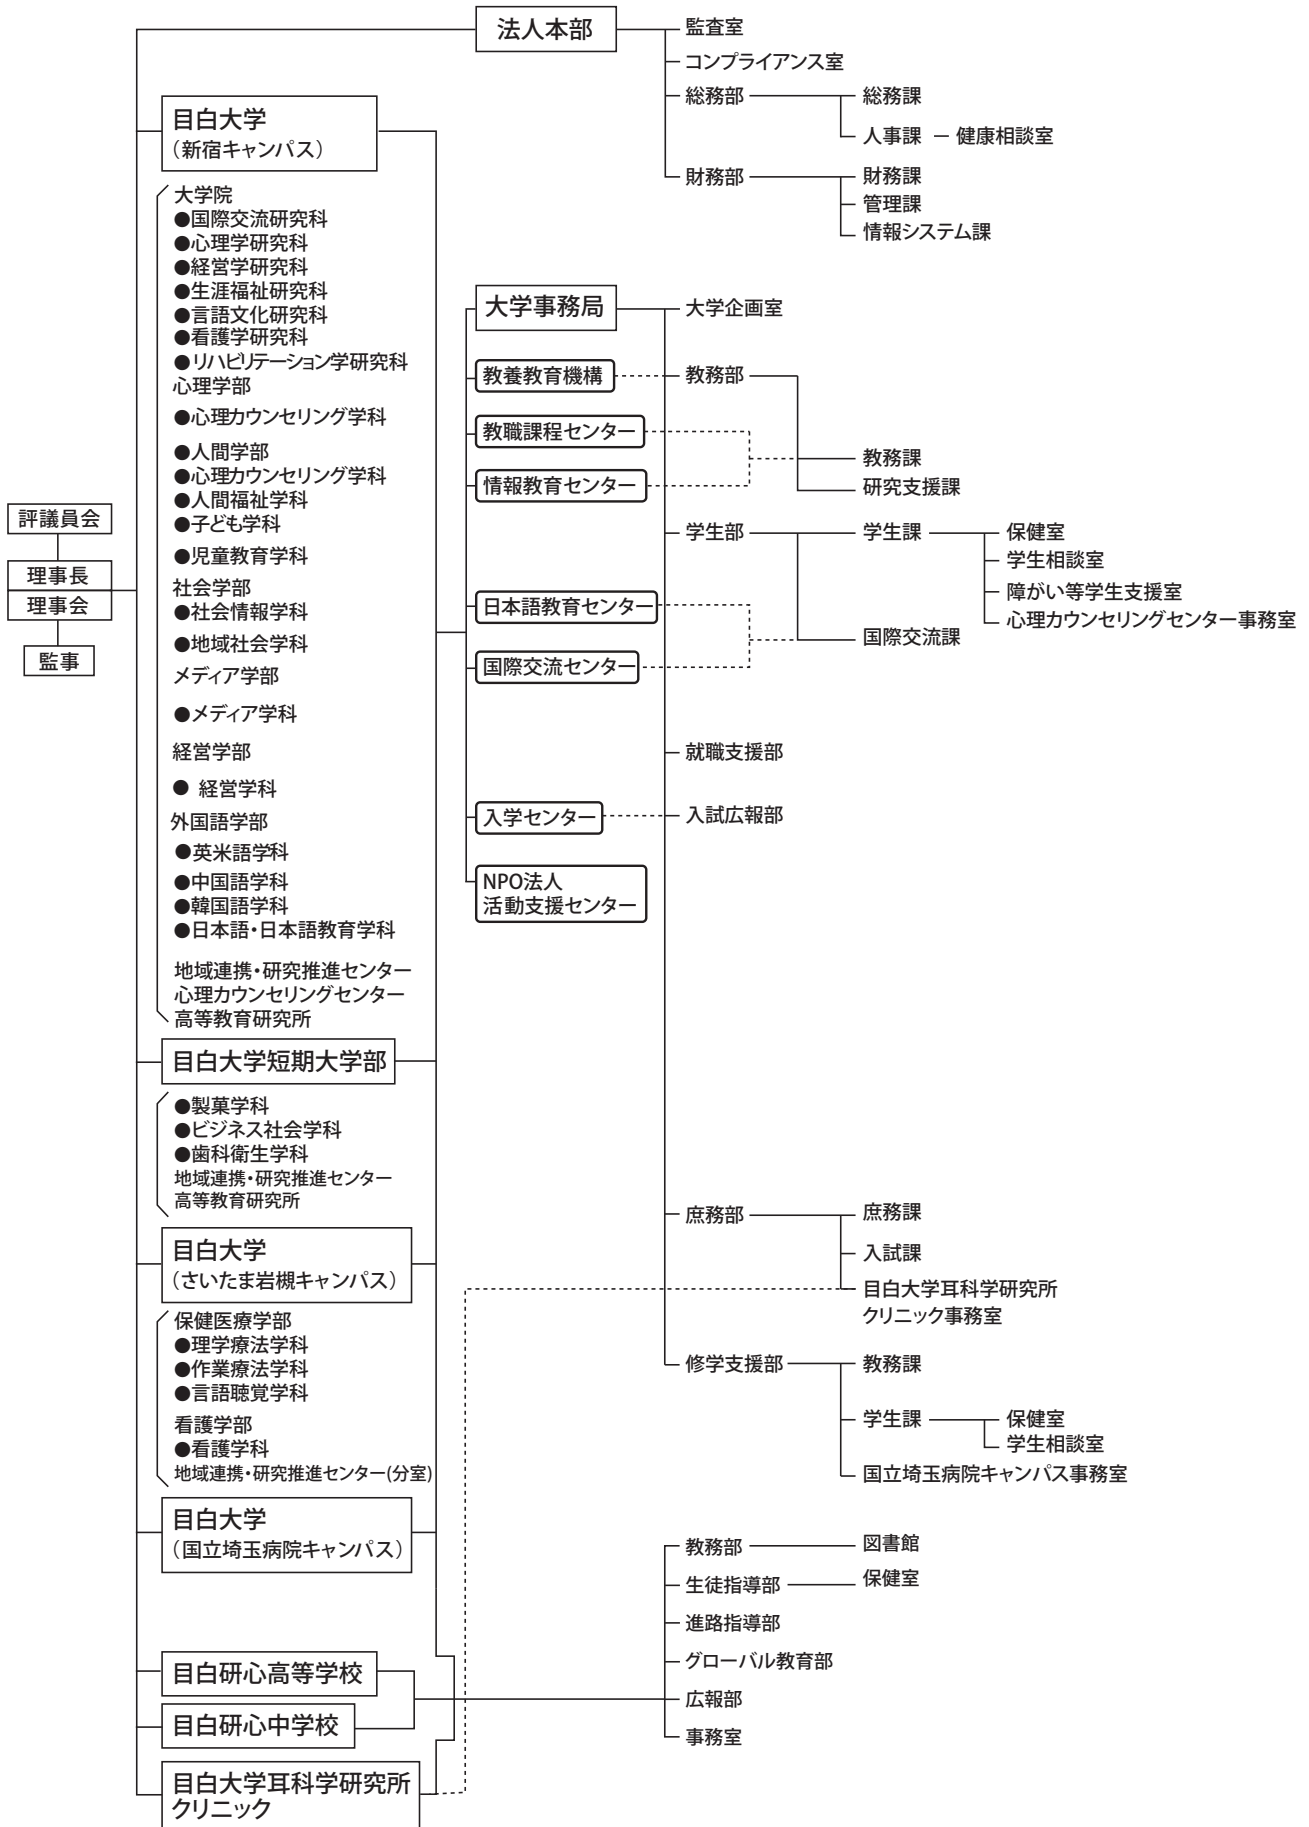 法人本部
監査室
コンプライアンス室
総務部
総務課
人事課 － 健康相談室
財務部
財務課
管理課
情報システム課
評議員会
理事長
理事会
監事
目白大学
（新宿キャンパス）
大学院
●国際交流研究科
●心理学研究科
●経営学研究科
●生涯福祉研究科
●言語文化研究科
●看護学研究科
●リハビリテーション学研究科
心理学部
●心理カウンセリング学科
●人間学部
●心理カウンセリング学科
●人間福祉学科
●子ども学科
●児童教育学科
社会学部
●社会情報学科
●地域社会学科
メディア学部
●メディア学科
経営学部
● 経営学科
外国語学部
●英米語学科
●中国語学科
●韓国語学科
●日本語・日本語教育学科
地域連携・研究推進センター
心理カウンセリングセンター
高等教育研究所
目白大学短期大学部
●製菓学科
●ビジネス社会学科
●歯科衛生学科
地域連携・研究推進センター
高等教育研究所
目白大学
（さいたま岩槻キャンパス）
保健医療学部
●理学療法学科
●作業療法学科
●言語聴覚学科
看護学部
●看護学科
地域連携・研究推進センター(分室)
目白大学
（国立埼玉病院キャンパス）
目白研心高等学校
目白研心中学校
目白大学耳科学研究所
クリニック
大学事務局
教養教育機構
教職課程センター
情報教育センター
日本語教育センター
国際交流センター
入学センター
NPO法人
活動支援センター
大学企画室
教務部
教務課
研究支援課
学生部
学生課
保健室
学生相談室
障がい等学生支援室
心理カウンセリングセンター事務室
国際交流課
就職支援部
入試広報部
庶務部
庶務課
入試課
目白大学耳科学研究所
クリニック事務室
修学支援部
教務課
学生課
保健室
学生相談室
国立埼玉病院キャンパス事務室
教務部
図書館
生徒指導部
保健室
進路指導部
グローバル教育部
広報部
事務室